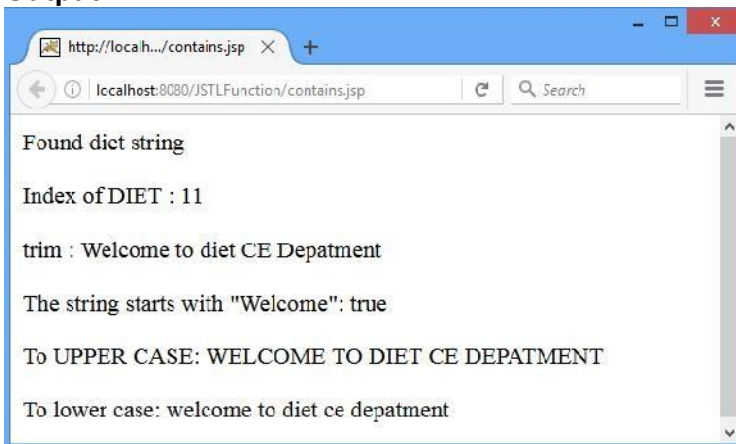 http://localh.../contains.jsp
localhost:8080/JSTLFunction/contains.jsp
Search
Found diet string
Index of DIET : 11
trim : Welcome to diet CE Depatment
The string starts with "Welcome": true
To UPPER CASE: WELCOME TO DIET CE DEPATMENT
To lower case: welcome to diet ce depatment